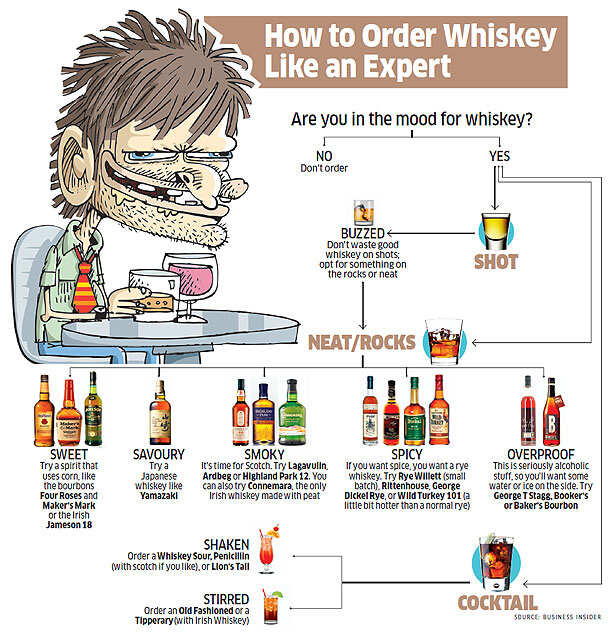 How to Order Whiskey
Like an Expert
Are you in the mood for whiskey?
NO
Don't order
YES
SHOT
BUZZED
Don't waste good
whiskey on shots;
opt for something on
the rocks or neat
NEAT/ROCKS
SWEET
Try a spirit that
uses corn, like
the bourbons
Four Roses and
Maker's Mark
or the Irish
Jameson 18
SAVOURY
Try a
Japanese
whiskey like
Yamazaki
SMOKY
It's time for Scotch. Try Lagavulin,
Ardbeg or Highland Park 12. You
can also try Connemara, the only
Irish whiskey made with peat
SPICY
If you want spice, you want a rye
whiskey. Try Rye Willett (small
batch), Rittenhouse, George
Dickel Rye, or Wild Turkey 101 (a
little bit hotter than a normal rye)
OVERPROOF
This is seriously alcoholic
stuff, so you'll want some
water or ice on the side. Try
George T Stagg, Booker's
or Baker's Bourbon
SHAKEN
Order a Whiskey Sour, Penicillin
(with scotch if you like), or Lion's Tail
STIRRED
Order an Old Fashioned or a
Tipperary (with Irish Whiskey)
COCKTAIL
SOURCE: BUSINESS INSIDER